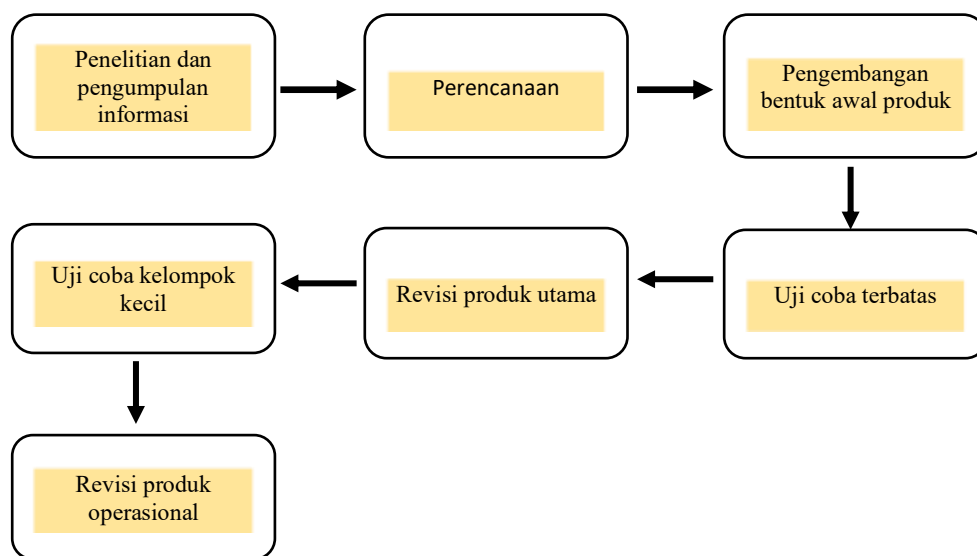 Penelitian dan
pengumpulan
informasi
Perencanaan
Pengembangan
bentuk awal produk
Uji coba terbatas
Revisi produk utama
Uji coba kelompok
kecil
Revisi produk
operasional